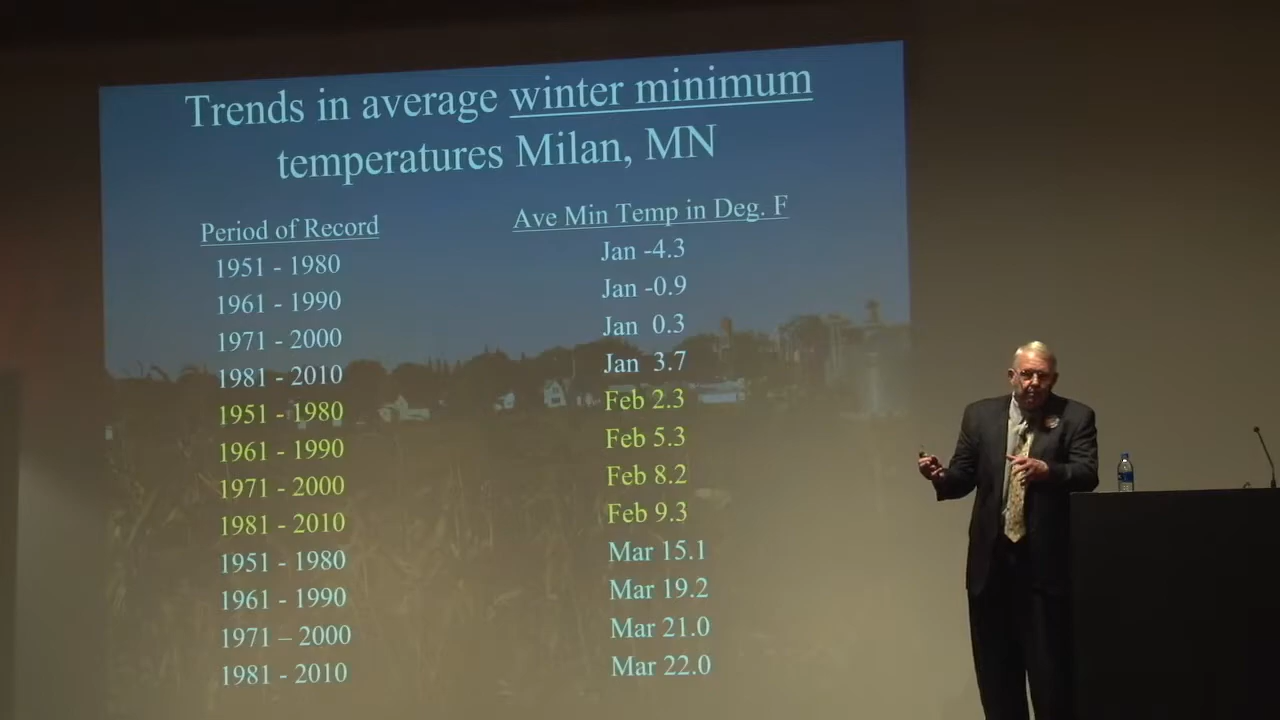 Trends in average winter minimum
temperatures Milan, MN
Period of Record Ave Min Temp in Deg. F
1951 - 1980 Jan -4.3
1961 - 1990 Jan -0.9
1971 - 2000 Jan 0.3
1981 - 2010 Jan 3.7
1951 - 1980 Feb 2.3
1961 - 1990 Feb 5.3
1971 - 2000 Feb 8.2
1981 - 2010 Feb 9.3
1951 - 1980 Mar 15.1
1961 - 1990 Mar 19.2
1971 – 2000 Mar 21.0
1981 - 2010 Mar 22.0